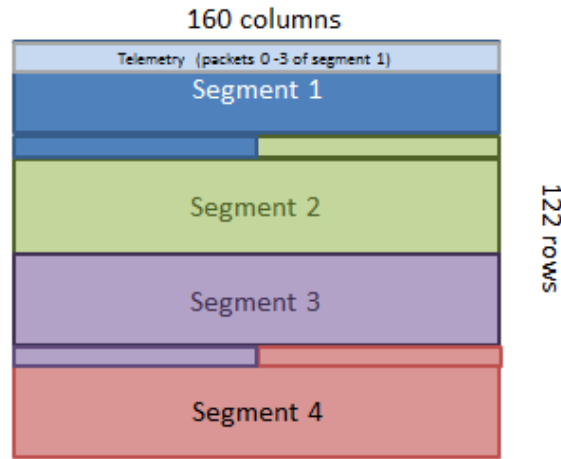 160 columns
Telemetry (packets 0 -3 of segment 1)
Segment 1
Segment 2
122 rows
Segment 3
Segment 4